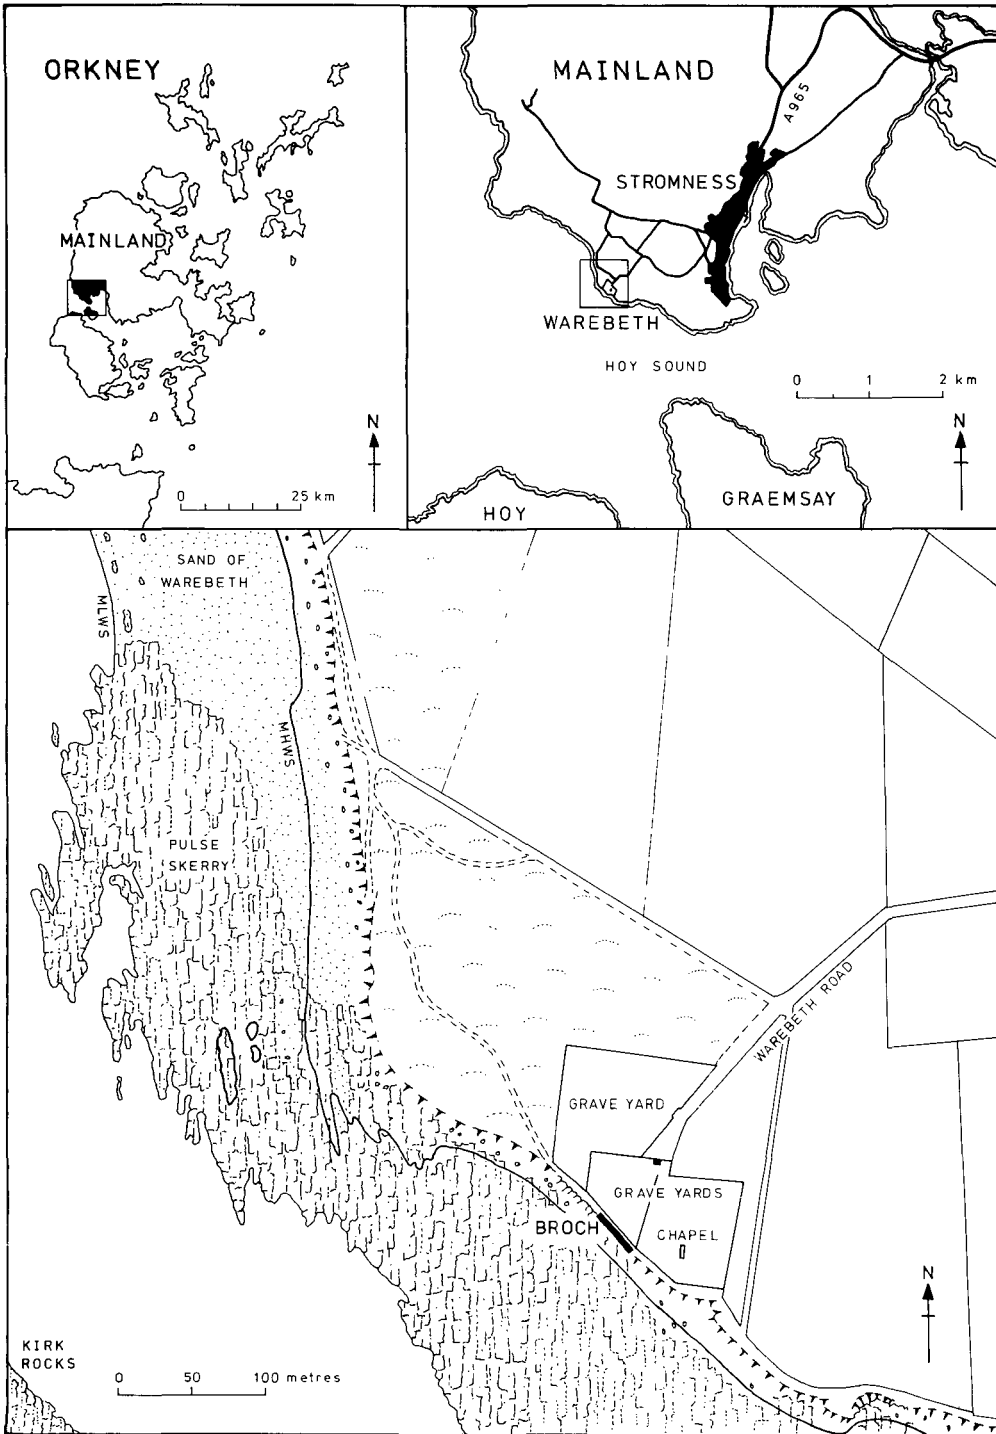 ORKNEY
MAINLAND
N
0 25 km
MAINLAND
A965
STROMNESS
WAREBETH
HOY SOUND
0 1 2 km
N
HOY
GRAEMSAY
SAND OF
WAREBETH
MLWS
MHWS
PULSE
SKERRY
WAREBETH ROAD
GRAVE YARD
GRAVE YARDS
BROCH
CHAPEL
N
KIRK
ROCKS
0 50 100 metres